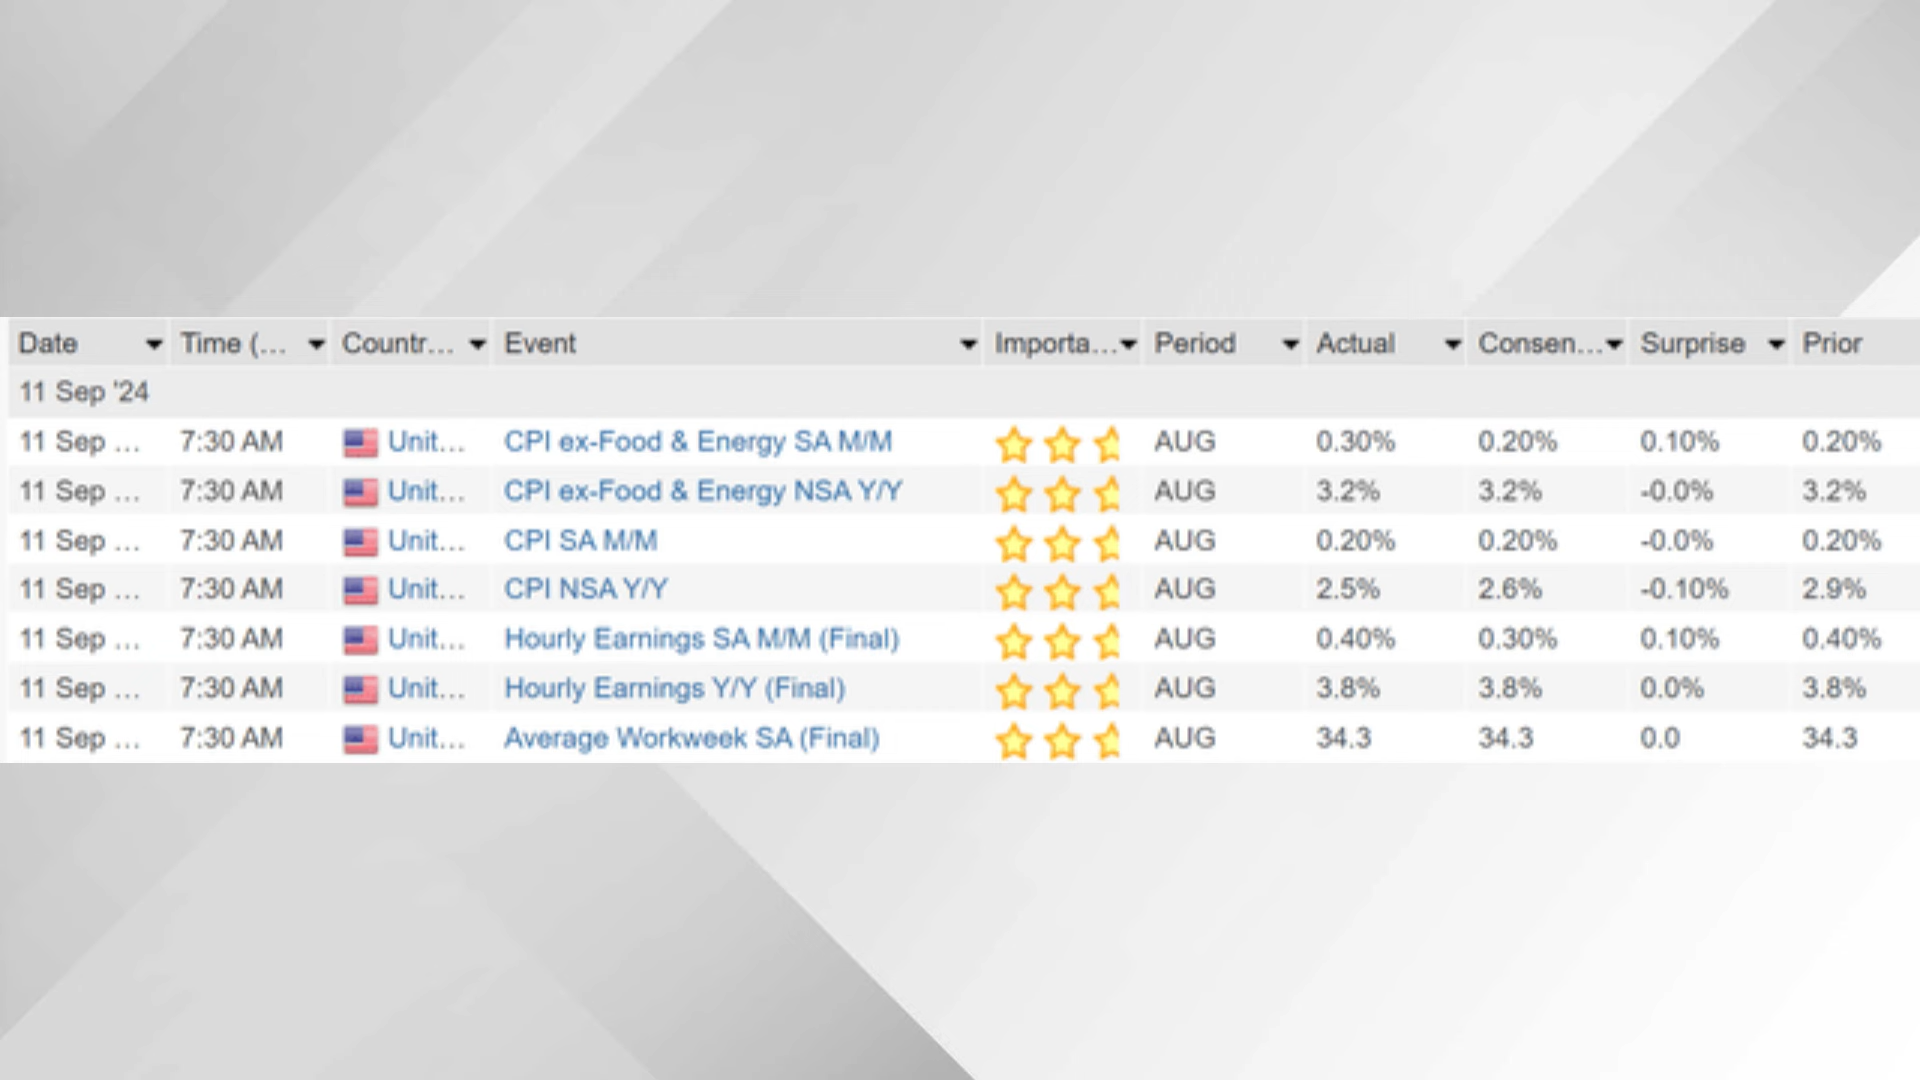 Date Time (... Countr... Event Importa... Period Actual Consen... Surprise Prior
11 Sep '24
11 Sep ... 7:30 AM Unit... CPI ex-Food & Energy SA M/M AUG 0.30% 0.20% 0.10% 0.20%
11 Sep ... 7:30 AM Unit... CPI ex-Food & Energy NSA Y/Y AUG 3.2% 3.2% -0.0% 3.2%
11 Sep ... 7:30 AM Unit... CPI SA M/M AUG 0.20% 0.20% -0.0% 0.20%
11 Sep ... 7:30 AM Unit... CPI NSA Y/Y AUG 2.5% 2.6% -0.10% 2.9%
11 Sep ... 7:30 AM Unit... Hourly Earnings SA M/M (Final) AUG 0.40% 0.30% 0.10% 0.40%
11 Sep ... 7:30 AM Unit... Hourly Earnings Y/Y (Final) AUG 3.8% 3.8% 0.0% 3.8%
11 Sep ... 7:30 AM Unit... Average Workweek SA (Final) AUG 34.3 34.3 0.0 34.3